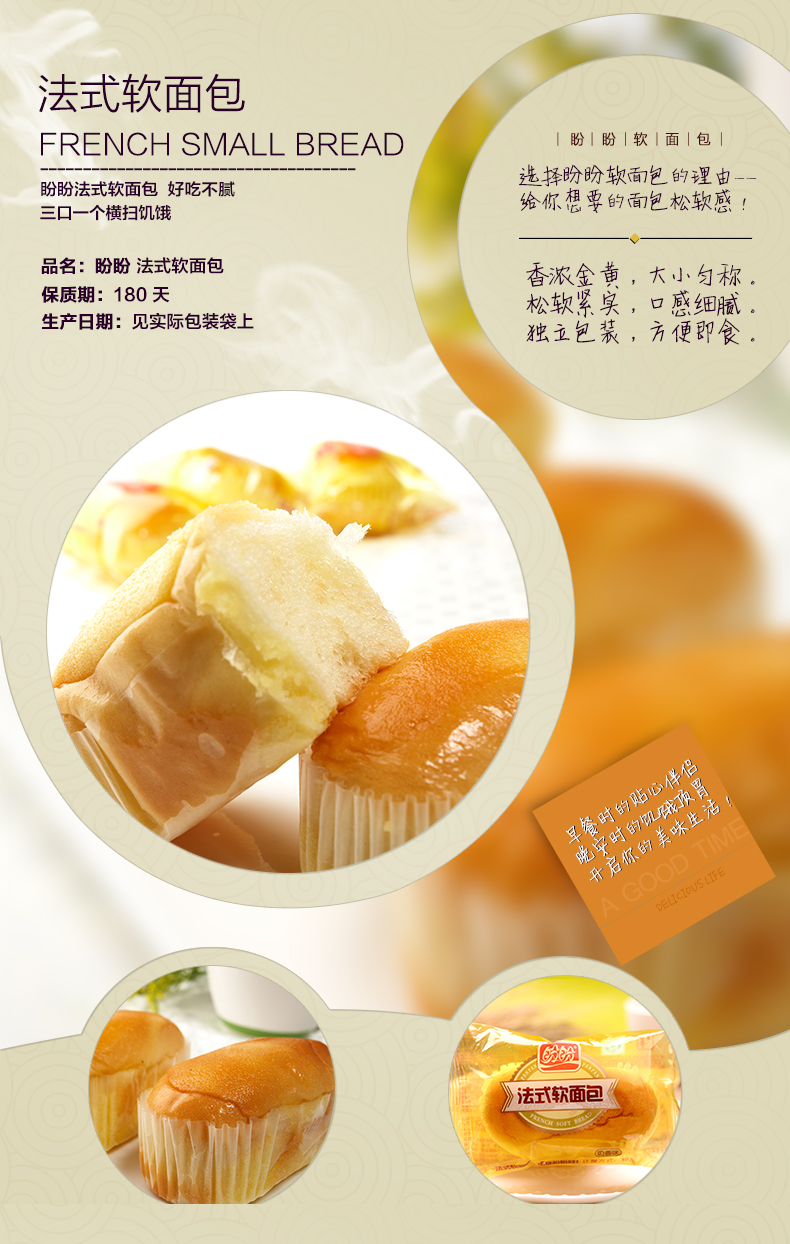 法式软面包
FRENCH SMALL BREAD
盼盼法式软面包 好吃不腻
三口一个横扫饥饿
品名：盼盼 法式软面包
保质期：180 天
生产日期：见实际包装袋上
｜盼｜盼｜软｜面｜包｜
选择盼盼软面包的理由--
给你想要的面包松软感！
香浓金黄，大小匀称。
松软紧实，口感细腻。
独立包装，方便即食。
早餐时的贴心伴侣
晚安时的饥饿顶胃
开启你的美味生活！
A GOOD TIME
DELICIOUS LIFE
盼盼
法式软面包
FRENCH SOFT BREAD